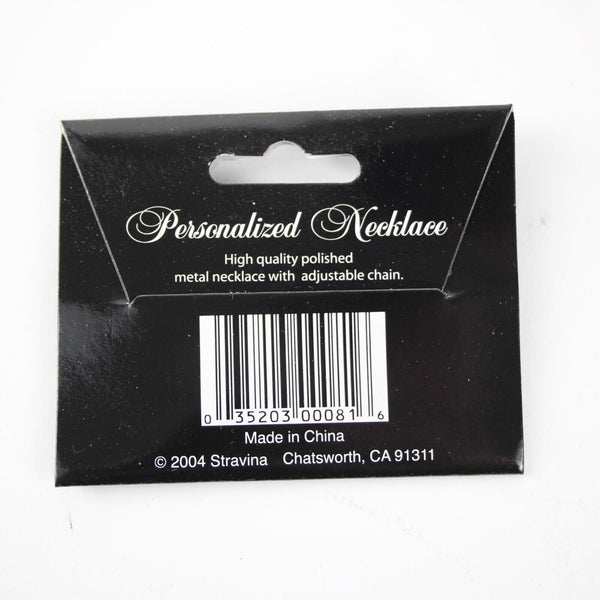 Personalized Necklace
High quality polished
metal necklace with adjustable chain.
0 35203 00081 6
Made in China
© 2004 Stravina Chatsworth, CA 91311